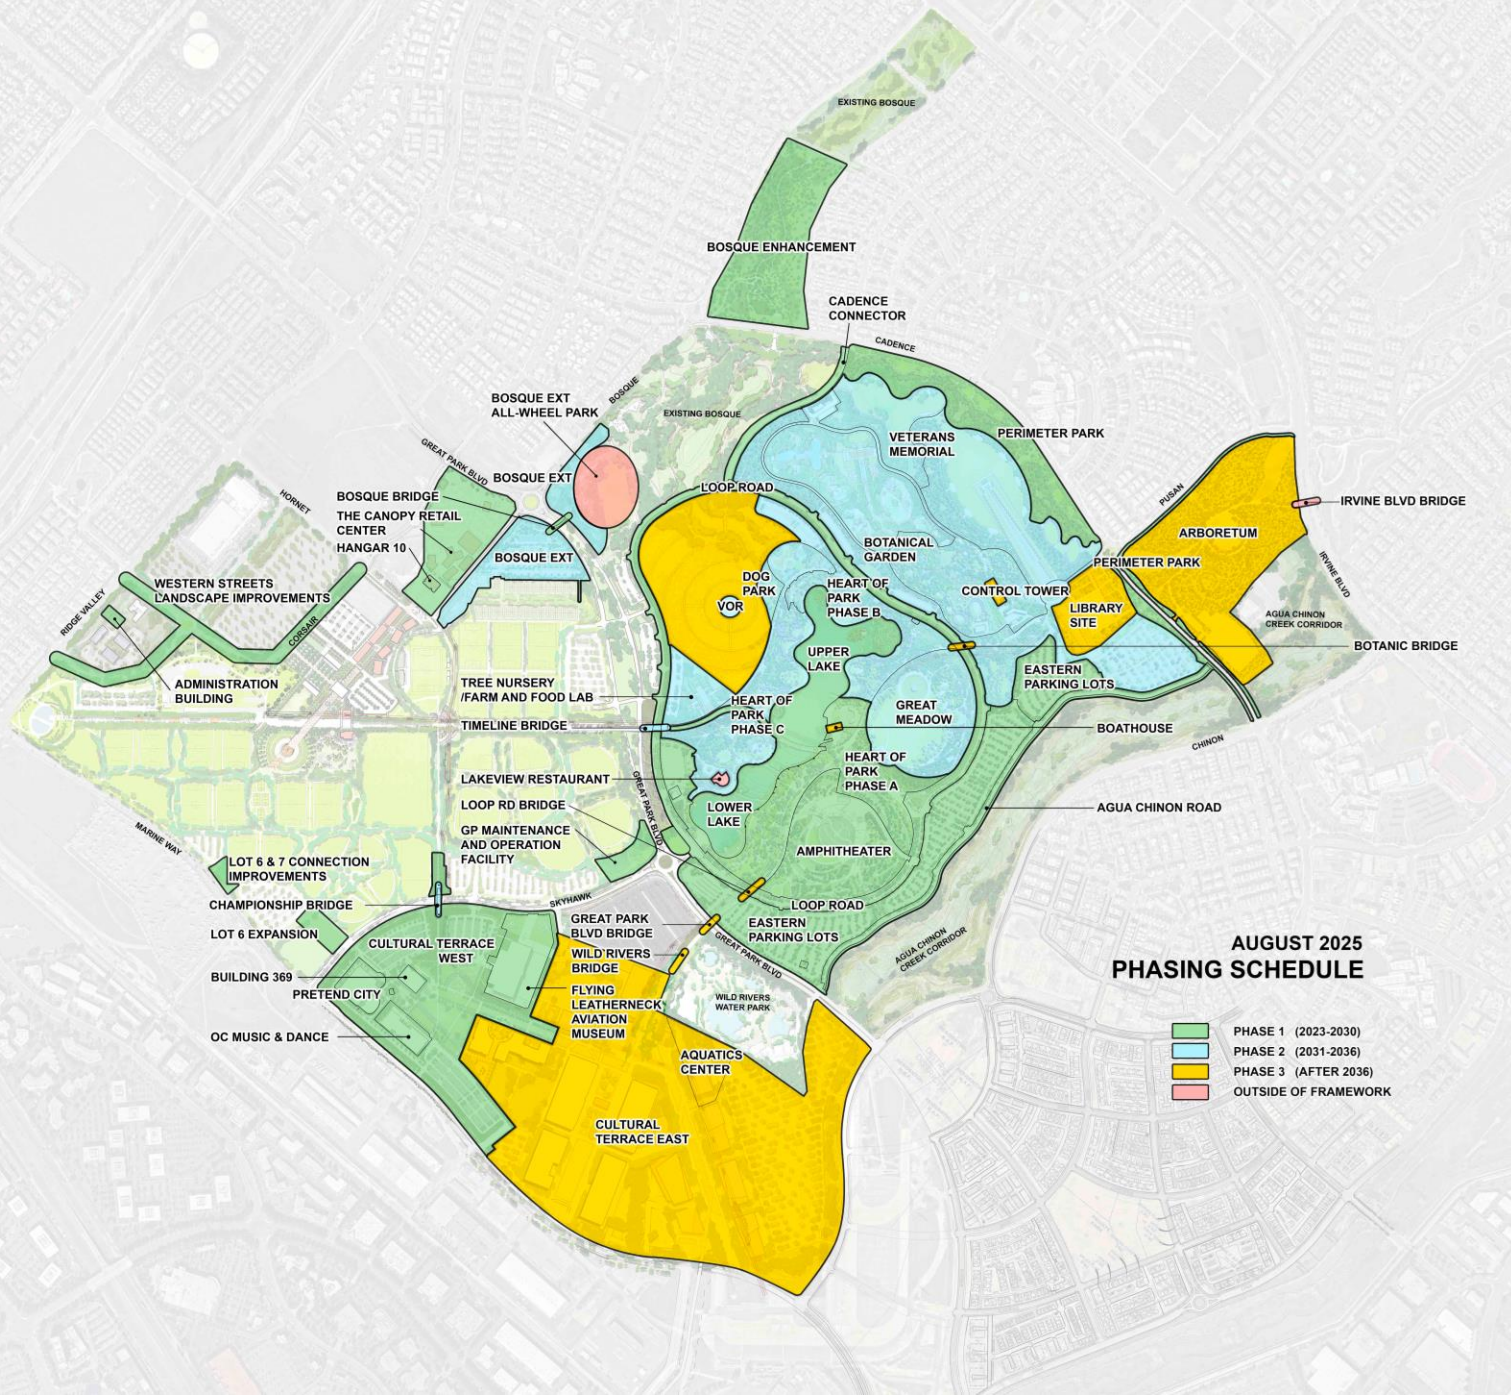 EXISTING BOSQUE
BOSQUE ENHANCEMENT
CADENCE
CONNECTOR
CADENCE
BOSQUE
BOSQUE EXT
ALL-WHEEL PARK
EXISTING BOSQUE
PERIMETER PARK
VETERANS
MEMORIAL
GREAT PARK BLVD
BOSQUE EXT
LOOP ROAD
PUSAN
HORNET
BOSQUE BRIDGE
THE CANOPY RETAIL
CENTER
HANGAR 10
IRVINE BLVD BRIDGE
ARBORETUM
BOTANICAL
GARDEN
BOSQUE EXT
PERIMETER PARK
IRVINE BLVD
WESTERN STREETS
LANDSCAPE IMPROVEMENTS
DOG
PARK
VOR
HEART OF
PARK
PHASE B
CONTROL TOWER
LIBRARY
SITE
AGUA CHINON
CREEK CORRIDOR
RIDGE VALLEY
CORSAIR
BOTANIC BRIDGE
UPPER
LAKE
EASTERN
PARKING LOTS
ADMINISTRATION
BUILDING
TREE NURSERY
/FARM AND FOOD LAB
HEART OF
PARK
PHASE C
GREAT
MEADOW
TIMELINE BRIDGE
BOATHOUSE
CHINON
HEART OF
PARK
PHASE A
LAKEVIEW RESTAURANT
GREAT PARK BLVD
LOOP RD BRIDGE
LOWER
LAKE
AGUA CHINON ROAD
GP MAINTENANCE
AND OPERATION
FACILITY
MARINE WAY
AMPHITHEATER
LOT 6 & 7 CONNECTION
IMPROVEMENTS
CHAMPIONSHIP BRIDGE
SKYHAWK
LOOP ROAD
LOT 6 EXPANSION
CULTURAL TERRACE
WEST
GREAT PARK
BLVD BRIDGE
EASTERN
PARKING LOTS
GREAT PARK BLVD
AGUA CHINON
CREEK CORRIDOR
WILD RIVERS
BRIDGE
BUILDING 369
PRETEND CITY
FLYING
LEATHERNECK
AVIATION
MUSEUM
WILD RIVERS
WATER PARK
OC MUSIC & DANCE
AQUATICS
CENTER
CULTURAL
TERRACE EAST
AUGUST 2025
PHASING SCHEDULE
PHASE 1 (2023-2030)
PHASE 2 (2031-2036)
PHASE 3 (AFTER 2036)
OUTSIDE OF FRAMEWORK